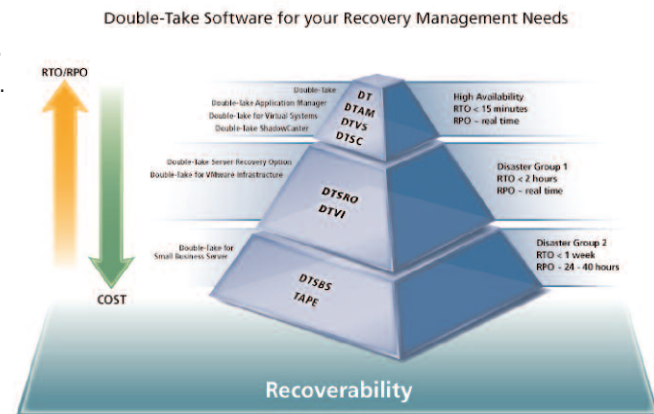 Double-Take Software for your Recovery Management Needs
RTO/RPO
COST
Double-Take
Double-Take Application Manager
Double-Take for Virtual Systems
Double-Take ShadowCaster
DT
DTAM
DTVS
DTSC
High Availability
RTO < 15 minutes
RPO ~ real time
Double-Take Server Recovery Option
Double-Take for VMware Infrastructure
DTSRO
DTVI
Disaster Group 1
RTO < 2 hours
RPO ~ real time
Double-Take for
Small Business Server
DTSBS
TAPE
Disaster Group 2
RTO < 1 week
RPO - 24 - 40 hours
Recoverability